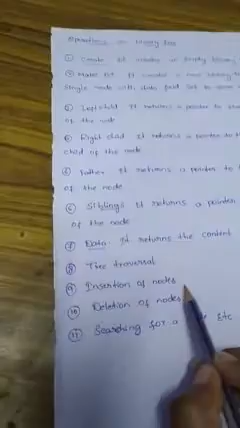 Operations on binary tree
① Create It creates an empty binary
② Make BT It creates a new binary
single node with data field set to some
③ Left child It returns a pointer to
of the node
⑤ Right child It returns a pointer to
child of the node
⑥ Father It returns a pointer to
of the node
⑥ Siblings It returns a pointer
of the node
⑦ Data: It returns the content
⑧ Tree traversal
⑨ Insertion of nodes
⑩ Deletion of nodes
⑪ Searching for a etc